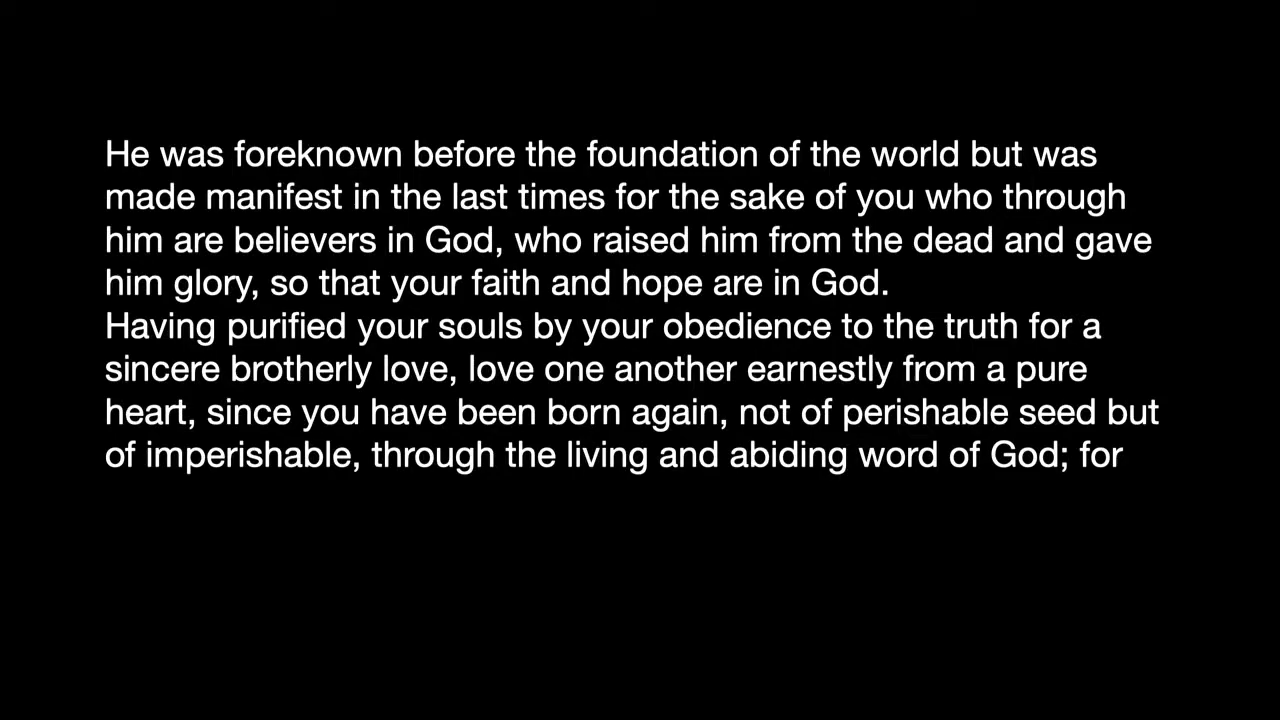 He was foreknown before the foundation of the world but was
made manifest in the last times for the sake of you who through
him are believers in God, who raised him from the dead and gave
him glory, so that your faith and hope are in God.
Having purified your souls by your obedience to the truth for a
sincere brotherly love, love one another earnestly from a pure
heart, since you have been born again, not of perishable seed but
of imperishable, through the living and abiding word of God; for